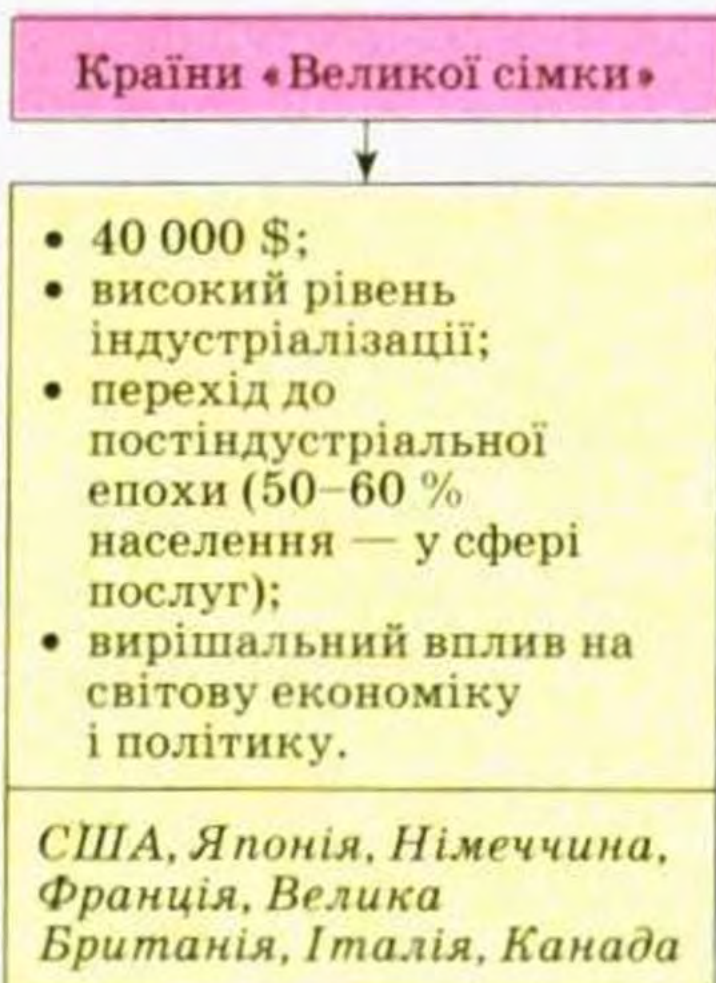 Країни «Великої сімки»
• 40 000 $;
• високий рівень
індустріалізації;
• перехід до
постіндустріальної
епохи (50–60 %
населення — у сфері
послуг);
• вирішальний вплив на
світову економіку
і політику.
США, Японія, Німеччина,
Франція, Велика
Британія, Італія, Канада